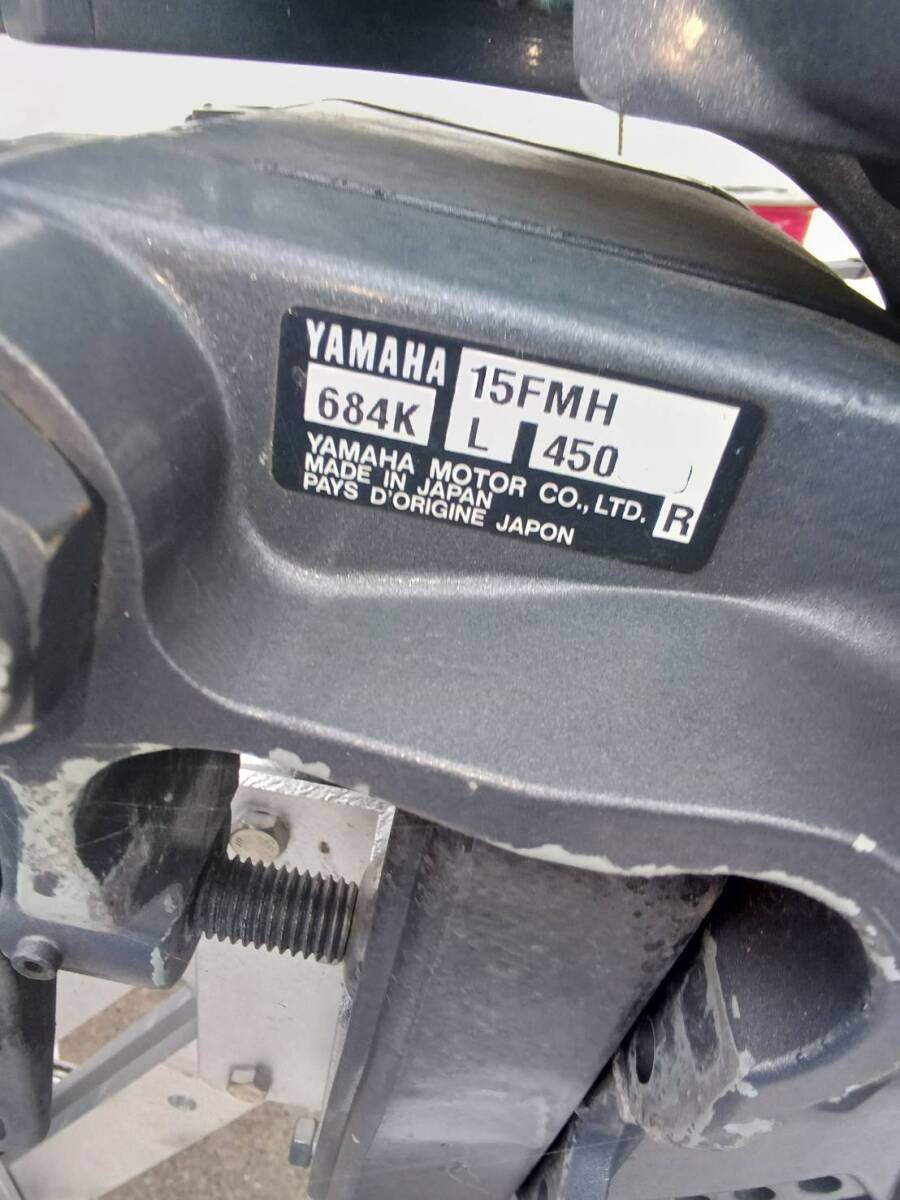 YAMAHA 15FMH
684K L 450
YAMAHA MOTOR CO., LTD.
MADE IN JAPAN R
PAYS D'ORIGINE JAPON